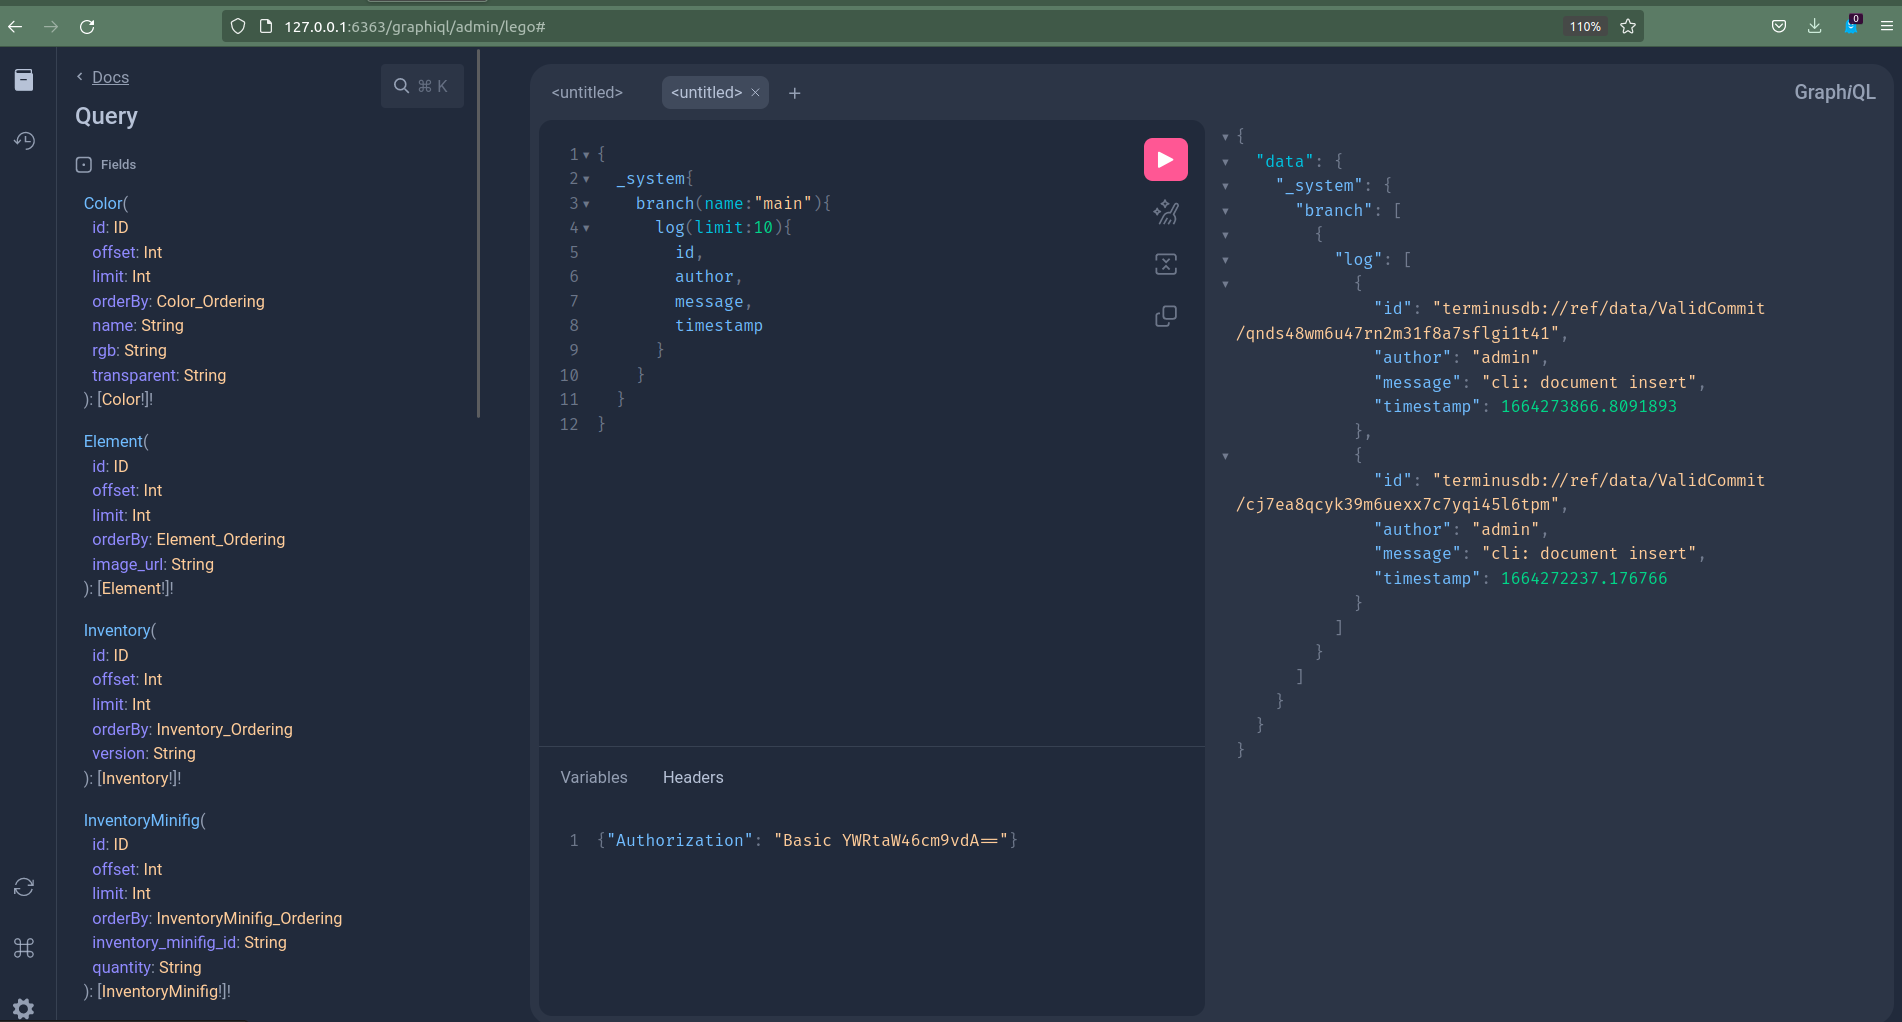 127.0.0.1:6363/graphiql/admin/lego#
110%
0
Docs
⌘ K
Query
Fields
Color(
id: ID
offset: Int
limit: Int
orderBy: Color_Ordering
name: String
rgb: String
transparent: String
): [Color!]!
Element(
id: ID
offset: Int
limit: Int
orderBy: Element_Ordering
image_url: String
): [Element!]!
Inventory(
id: ID
offset: Int
limit: Int
orderBy: Inventory_Ordering
version: String
): [Inventory!]!
InventoryMinifig(
id: ID
offset: Int
limit: Int
orderBy: InventoryMinifig_Ordering
inventory_minifig_id: String
quantity: String
): [InventoryMinifig!]!
<untitled>
<untitled> × +
GraphiQL
1 {
2 _system{
3 branch(name:"main"){
4 log(limit:10){
5 id,
6 author,
7 message,
8 timestamp
9 }
10 }
11 }
12 }
Variables Headers
1 {"Authorization": "Basic YWRtaW46cm9vdA=="}
{
"data": {
"_system": {
"branch": [
{
"log": [
{
"id": "terminusdb://ref/data/ValidCommit
/qnds48wm6u47rn2m31f8a7sflgi1t41",
"author": "admin",
"message": "cli: document insert",
"timestamp": 1664273866.8091893
},
{
"id": "terminusdb://ref/data/ValidCommit
/cj7ea8qcyk39m6uexx7c7yqi45l6tpm",
"author": "admin",
"message": "cli: document insert",
"timestamp": 1664272237.176766
}
]
}
]
}
}
}